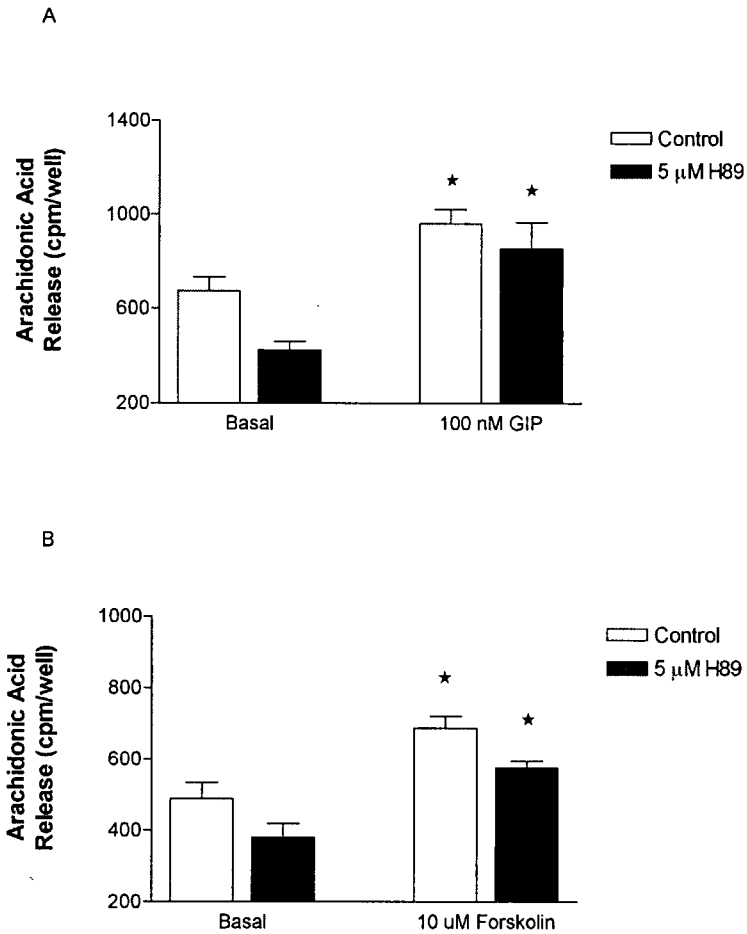 A
1400
1000
600
200
Arachidonic Acid
Release (cpm/well)
Control
5 μM H89
Basal
100 nM GIP
B
1000
800
600
400
200
Arachidonic Acid
Release (cpm/well)
Control
5 μM H89
Basal
10 uM Forskolin